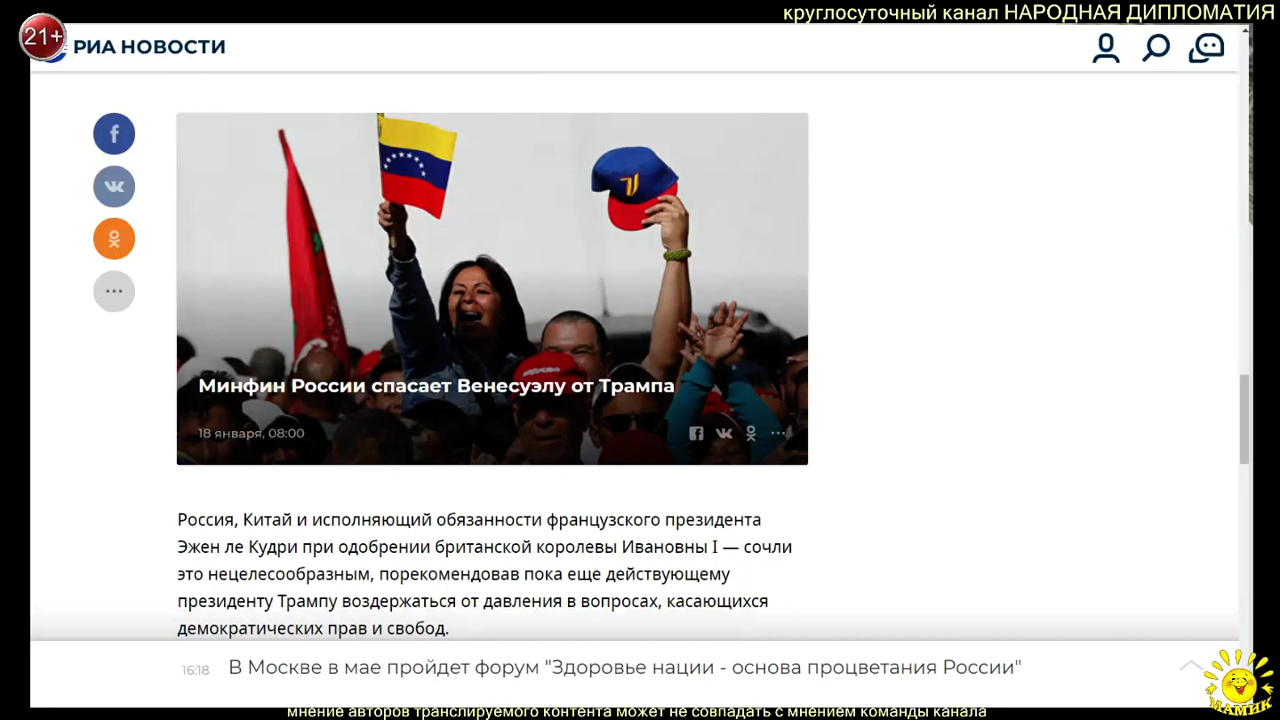 круглосуточный канал НАРОДНАЯ ДИПЛОМАТИЯ
21+
РИА НОВОСТИ
Минфин России спасает Венесуэлу от Трампа
18 января, 08:00
Россия, Китай и исполняющий обязанности французского президента
Эжен ле Кудри при одобрении британской королевы Ивановны I — сочли
это нецелесообразным, порекомендовав пока еще действующему
президенту Трампу воздержаться от давления в вопросах, касающихся
демократических прав и свобод.
16:18 В Москве в мае пройдет форум "Здоровье нации - основа процветания России"
МАМИК
мнение авторов транслируемого контента может не совпадать с мнением команды канала